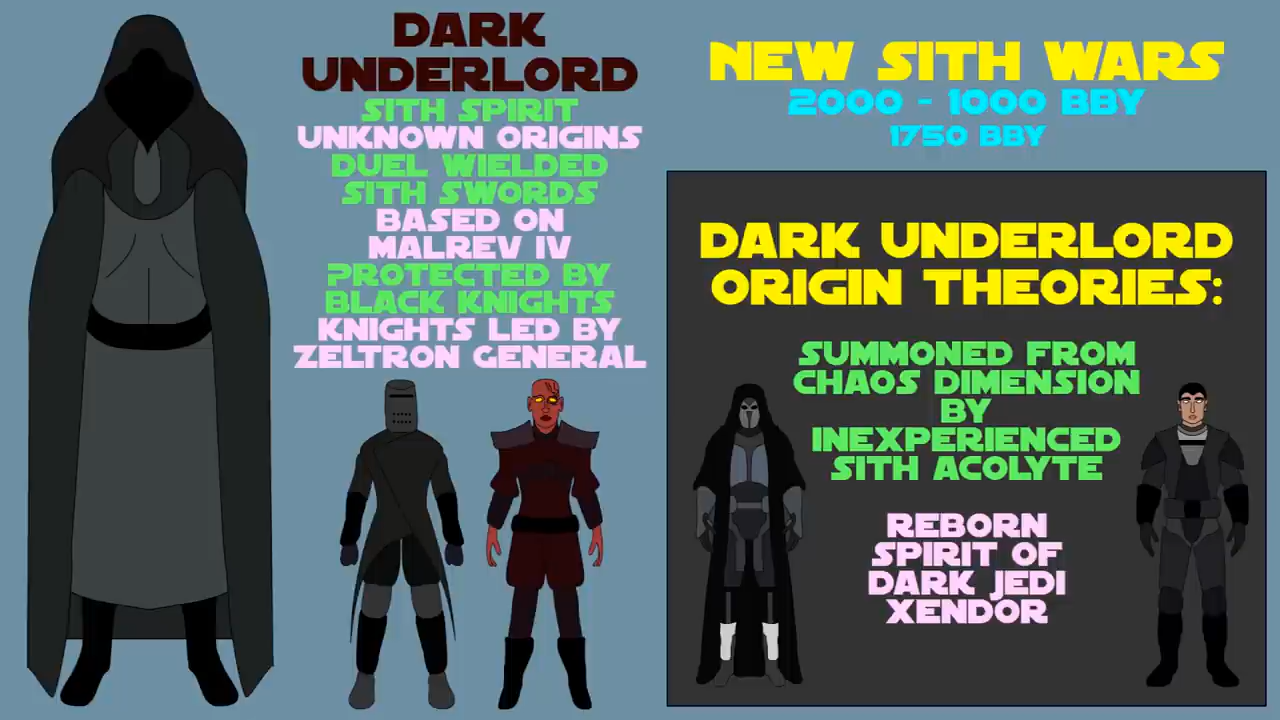 DARK
UNDERLORD
SITH SPIRIT
UNKNOWN ORIGINS
DUEL WIELDED
SITH SWORDS
BASED ON
MALREV IV
PROTECTED BY
BLACK KNIGHTS
KNIGHTS LED BY
ZELTRON GENERAL
NEW SITH WARS
2000 - 1000 BBY
1750 BBY
DARK UNDERLORD
ORIGIN THEORIES:
SUMMONED FROM
CHAOS DIMENSION
BY
INEXPERIENCED
SITH ACOLYTE
REBORN
SPIRIT OF
DARK JEDI
XENDOR